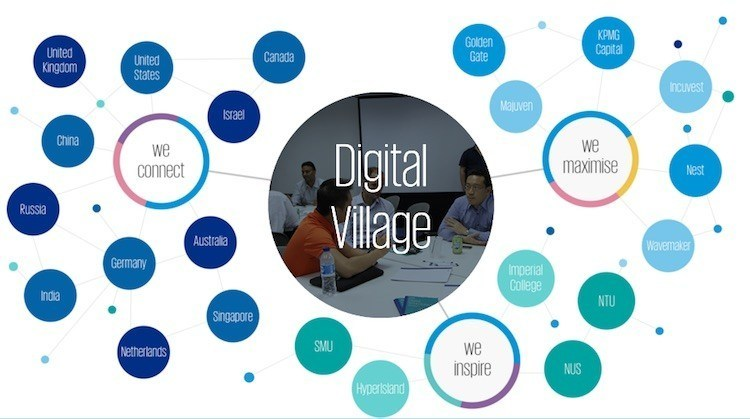 United
Kingdom
United
States
Canada
Israel
China
we
connect
Russia
Australia
Germany
India
Singapore
Netherlands
Digital
Village
Golden
Gate
KPMG
Capital
Majuven
Incuvest
we
maximise
Nest
Wavemaker
Imperial
College
NTU
SMU
we
inspire
NUS
Hyperisland